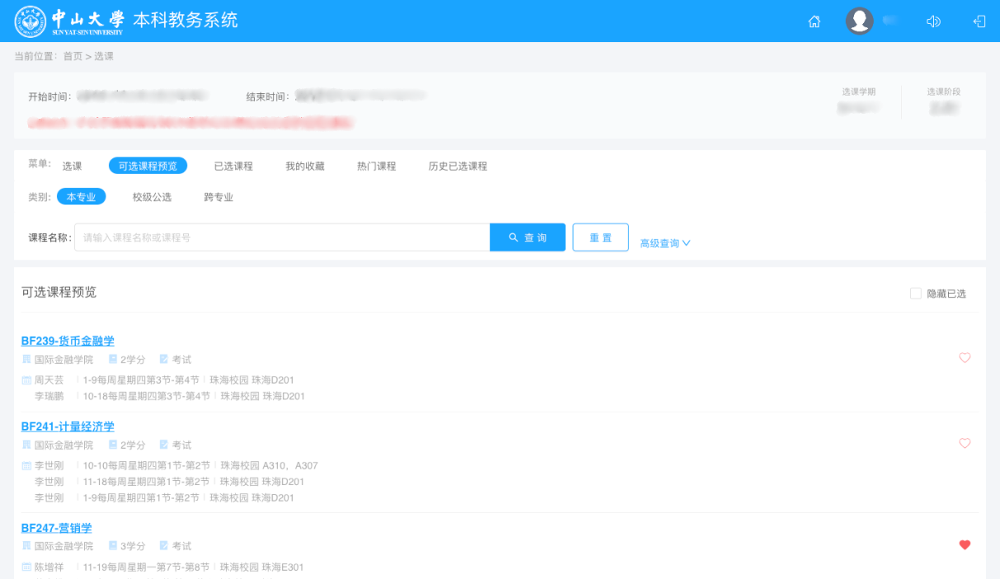 中山大學 本科教务系统
SUN YAT-SEN UNIVERSITY
当前位置：首页 > 选课
开始时间： 结束时间： 选课学期 选课阶段
菜单: 选课 可选课程预览 已选课程 我的收藏 热门课程 历史已选课程
类别: 本专业 校级公选 跨专业
课程名称: 请输入课程名称或课程号 查 询 重 置 高级查询
可选课程预览 隐藏已选
BF239-货币金融学
国际金融学院 2学分 考试
周天芸 1-9每周星期四第3节-第4节 珠海校园 珠海D201
李瑞鹏 10-18每周星期四第3节-第4节 珠海校园 珠海D201
BF241-计量经济学
国际金融学院 2学分 考试
李世刚 10-10每周星期四第1节-第2节 珠海校园 A310，A307
李世刚 11-18每周星期四第1节-第2节 珠海校园 珠海D201
李世刚 1-9每周星期四第1节-第2节 珠海校园 珠海D201
BF247-营销学
国际金融学院 3学分 考试
陈增祥 11-19每周星期一第7节-第8节 珠海校园 珠海E301